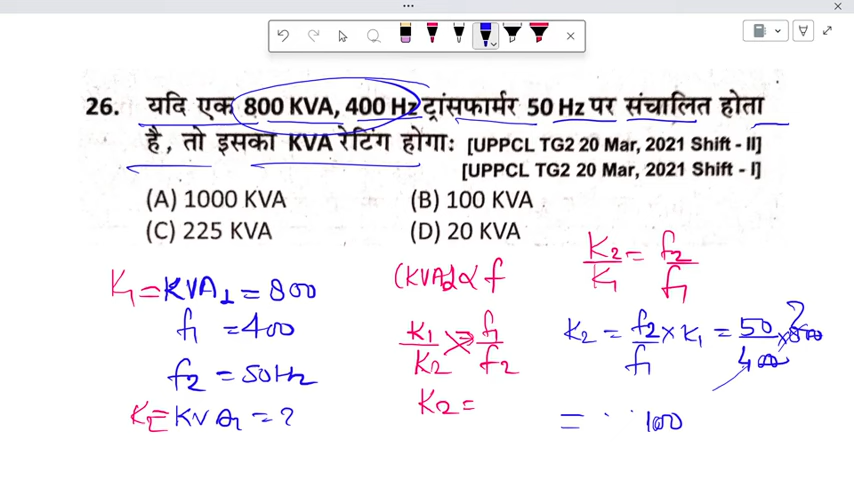 26. यदि एक 800 KVA, 400 Hz ट्रांसफार्मर 50 Hz पर संचालित होता
है, तो इसका KVA रेटिंग होगाः [UPPCL TG2 20 Mar, 2021 Shift - II]
[UPPCL TG2 20 Mar, 2021 Shift - I]
(A) 1000 KVA (B) 100 KVA
(C) 225 KVA (D) 20 KVA
K₁ = KVA₁ = 800
f₁ = 400
f₂ = 50Hz
K₂ = KVA₂ = ?
(KVA) ∝ f
K₁/K₂ = f₁/f₂
K₂ =
K₂/K₁ = f₂/f₁
K₂ = f₂/f₁ × K₁ = 50/400 × 800
= 100